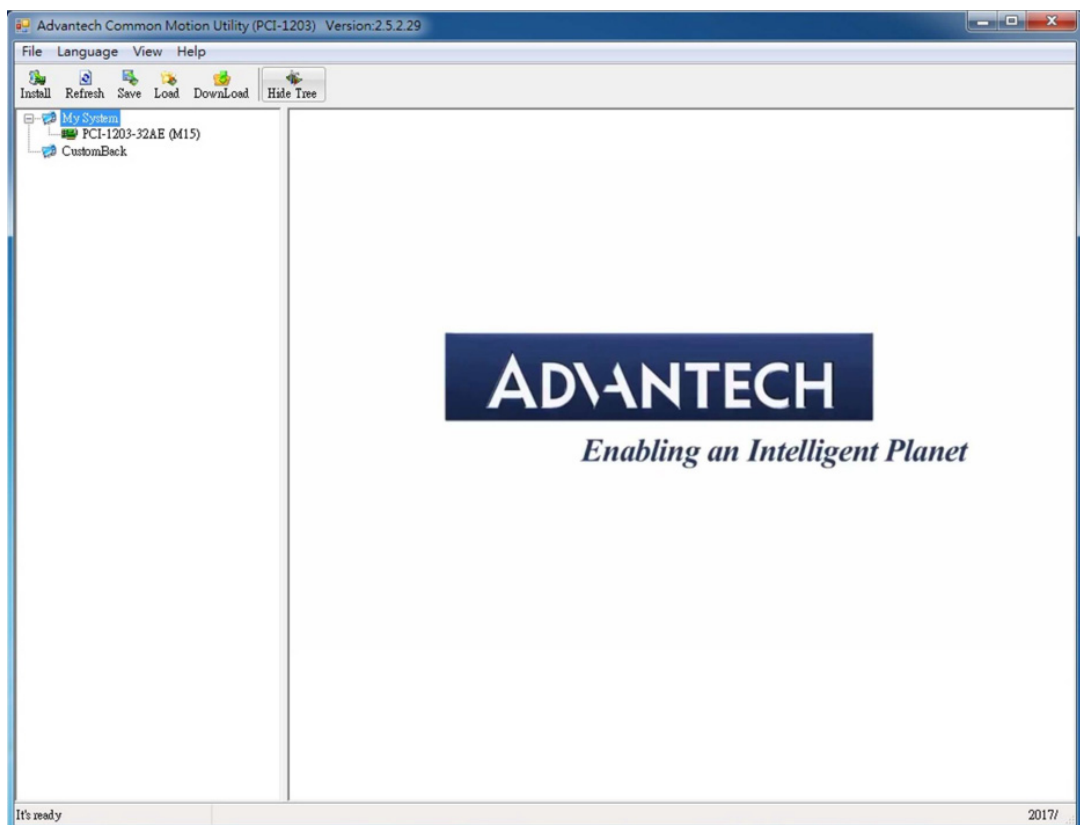 Advantech Common Motion Utility (PCI-1203) Version:2.5.2.29
File Language View Help
Install Refresh Save Load DownLoad Hide Tree
My System
PCI-1203-32AE (M15)
CustomBack
ADVANTECH
Enabling an Intelligent Planet
It's ready 2017/